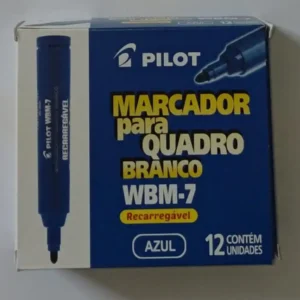 PILOT
MARCADOR
para
QUADRO
BRANCO
WBM-7
Recarregável
AZUL
12 CONTÉM
UNIDADES
PILOT WBM-7
RECARREGÁVEL